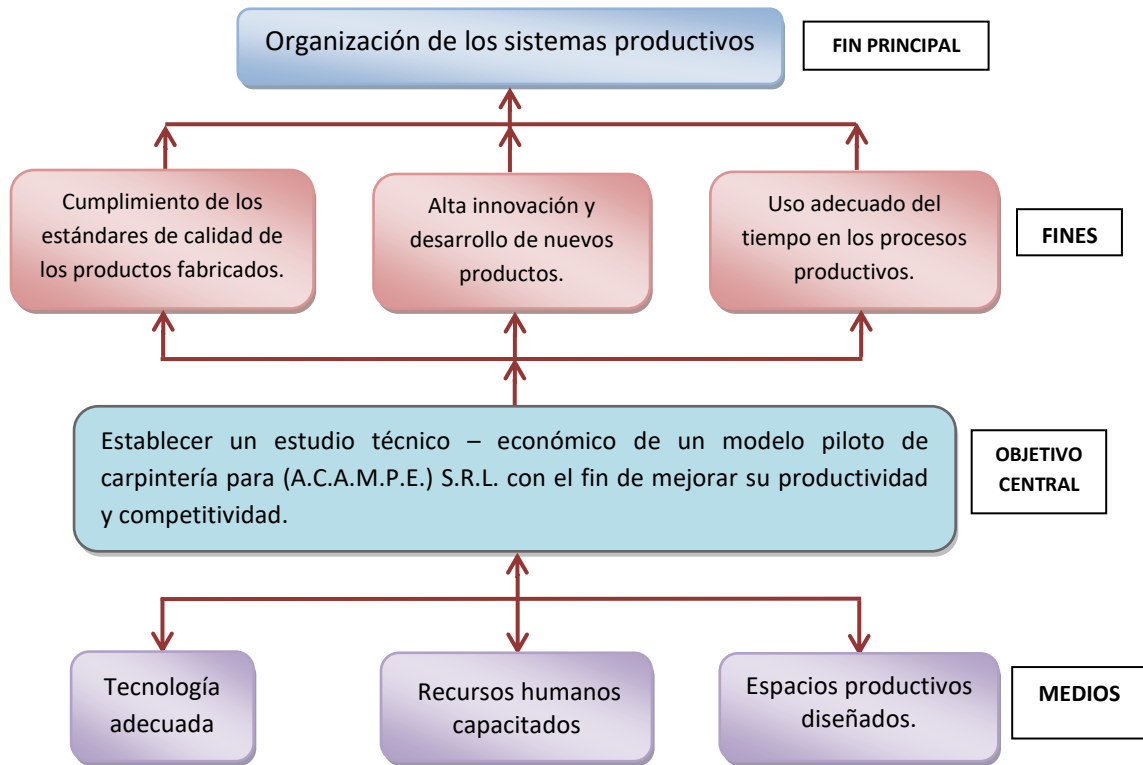 Organización de los sistemas productivos
FIN PRINCIPAL
Cumplimiento de los
estándares de calidad de
los productos fabricados.
Alta innovación y
desarrollo de nuevos
productos.
Uso adecuado del
tiempo en los procesos
productivos.
FINES
Establecer un estudio técnico – económico de un modelo piloto de
carpintería para (A.C.A.M.P.E.) S.R.L. con el fin de mejorar su productividad
y competitividad.
OBJETIVO
CENTRAL
Tecnología
adecuada
Recursos humanos
capacitados
Espacios productivos
diseñados.
MEDIOS